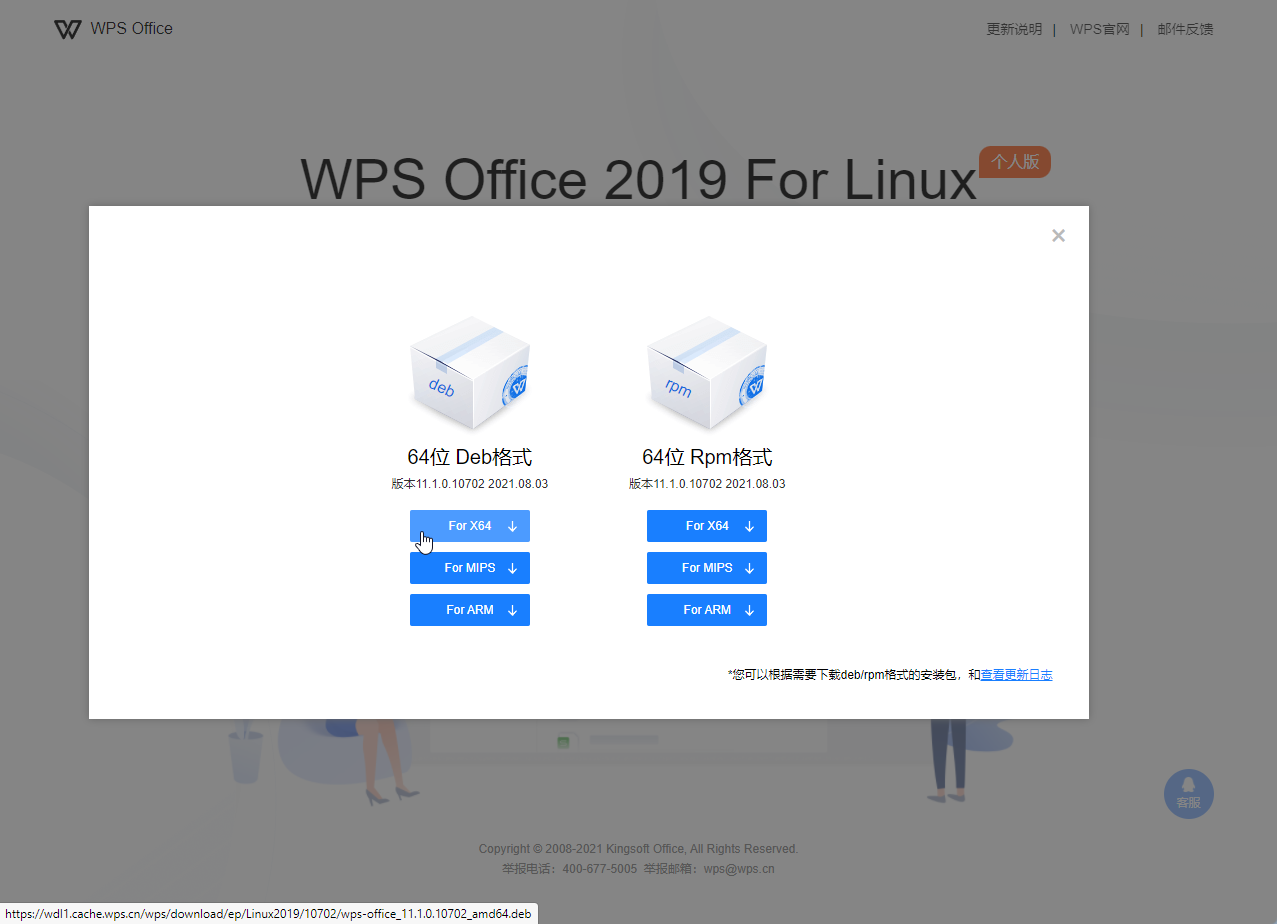 WPS Office
更新说明 | WPS官网 | 邮件反馈
WPS Office 2019 For Linux 个人版
deb
rpm
64位 Deb格式
64位 Rpm格式
版本11.1.0.10702 2021.08.03
版本11.1.0.10702 2021.08.03
For X64
For X64
For MIPS
For MIPS
For ARM
For ARM
*您可以根据需要下载deb/rpm格式的安装包，和查看更新日志
客服
Copyright © 2008-2021 Kingsoft Office, All Rights Reserved.
举报电话：400-677-5005 举报邮箱：wps@wps.cn
https://wdl1.cache.wps.cn/wps/download/ep/Linux2019/10702/wps-office_11.1.0.10702_amd64.deb